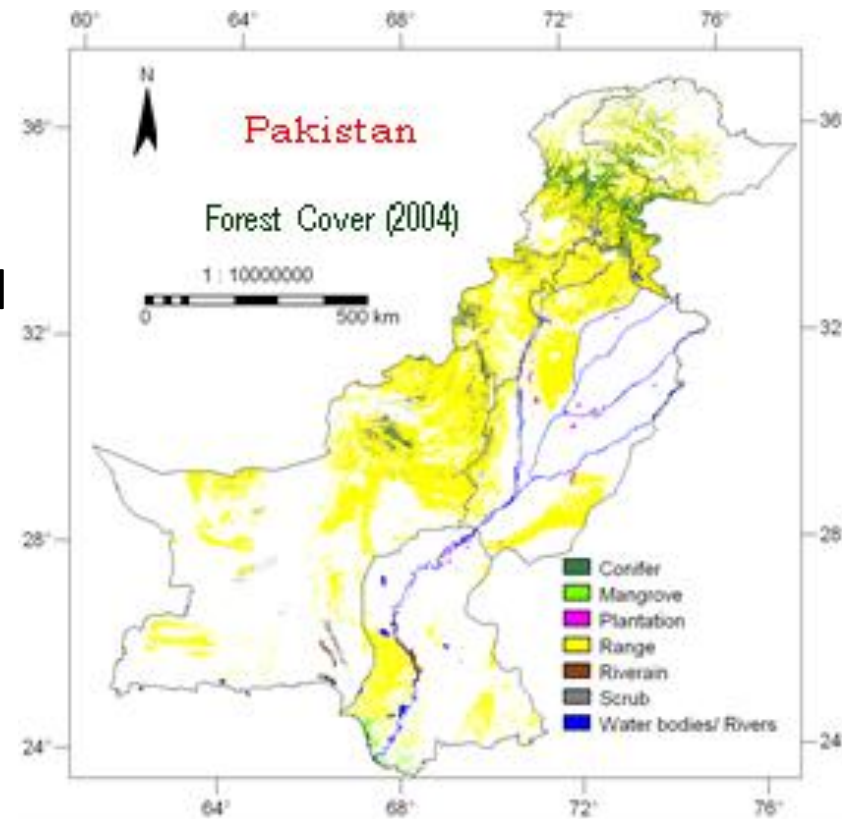 60° 64° 68° 72° 76°
N
36° 36
Pakistan
Forest Cover (2004)
1 : 10000000
0 500 km
32° 32
28° 28
Conifer
Mangrove
Plantation
Range
Riverain
Scrub
Water bodies/ Rivers
24° 24
64° 68° 72° 76°